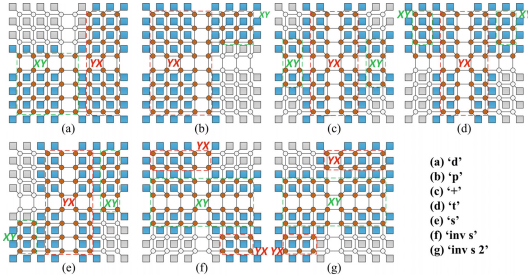 XY YX
YX XY
XY YX XY
XY YX XY
(a) (b) (c) (d)
YX XY
XY
YX
XY
YX
YX
XY
YX
(e) (f) (g)
(a) ‘d’
(b) ‘p’
(c) ‘+’
(d) ‘t’
(e) ‘s’
(f) ‘inv s’
(g) ‘inv s 2’